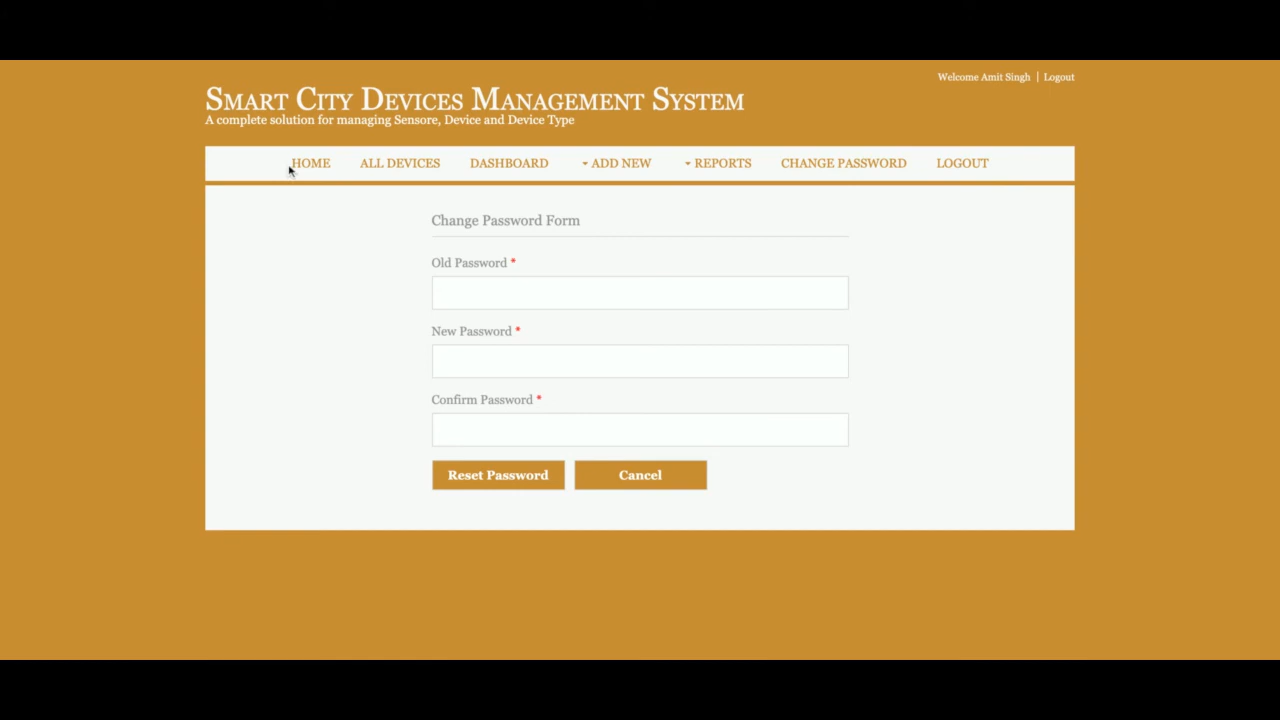 Welcome Amit Singh | Logout
SMART CITY DEVICES MANAGEMENT SYSTEM
A complete solution for managing Sensore, Device and Device Type
HOME ALL DEVICES DASHBOARD ADD NEW REPORTS CHANGE PASSWORD LOGOUT
Change Password Form
Old Password *
New Password *
Confirm Password *
Reset Password Cancel